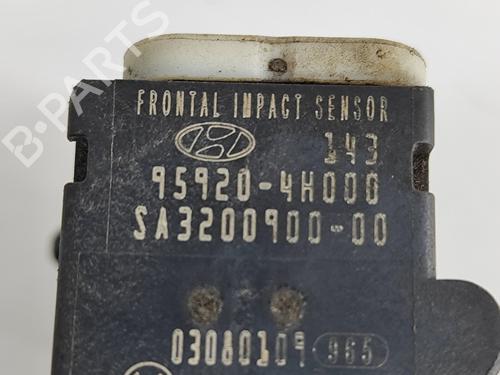 FRONTAL IMPACT SENSOR
143
95920-4H000
SA3200900-00
03080109 965
B-PARTS